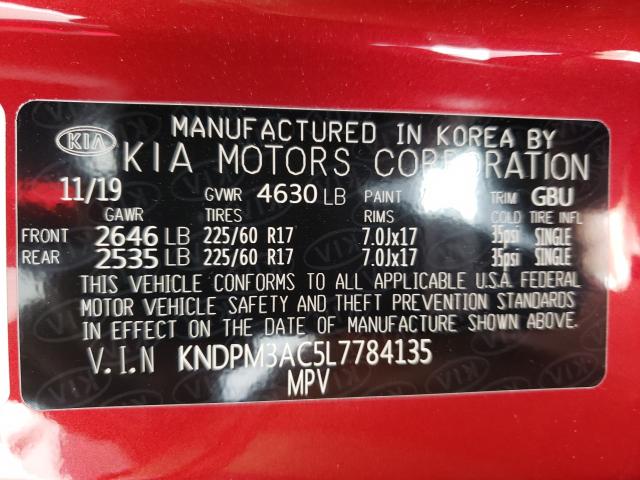 KIA MANUFACTURED IN KOREA BY
KIA MOTORS CORPORATION
11/19 GVWR 4630 LB PAINT TRIM GBU
GAWR TIRES RIMS COLD TIRE INFL
FRONT 2646 LB 225/60 R17 7.0Jx17 35psi SINGLE
REAR 2535 LB 225/60 R17 7.0Jx17 35psi SINGLE
THIS VEHICLE CONFORMS TO ALL APPLICABLE U.S.A. FEDERAL
MOTOR VEHICLE SAFETY AND THEFT PREVENTION STANDARDS
IN EFFECT ON THE DATE OF MANUFACTURE SHOWN ABOVE.
V.I.N KNDPM3AC5L7784135
MPV